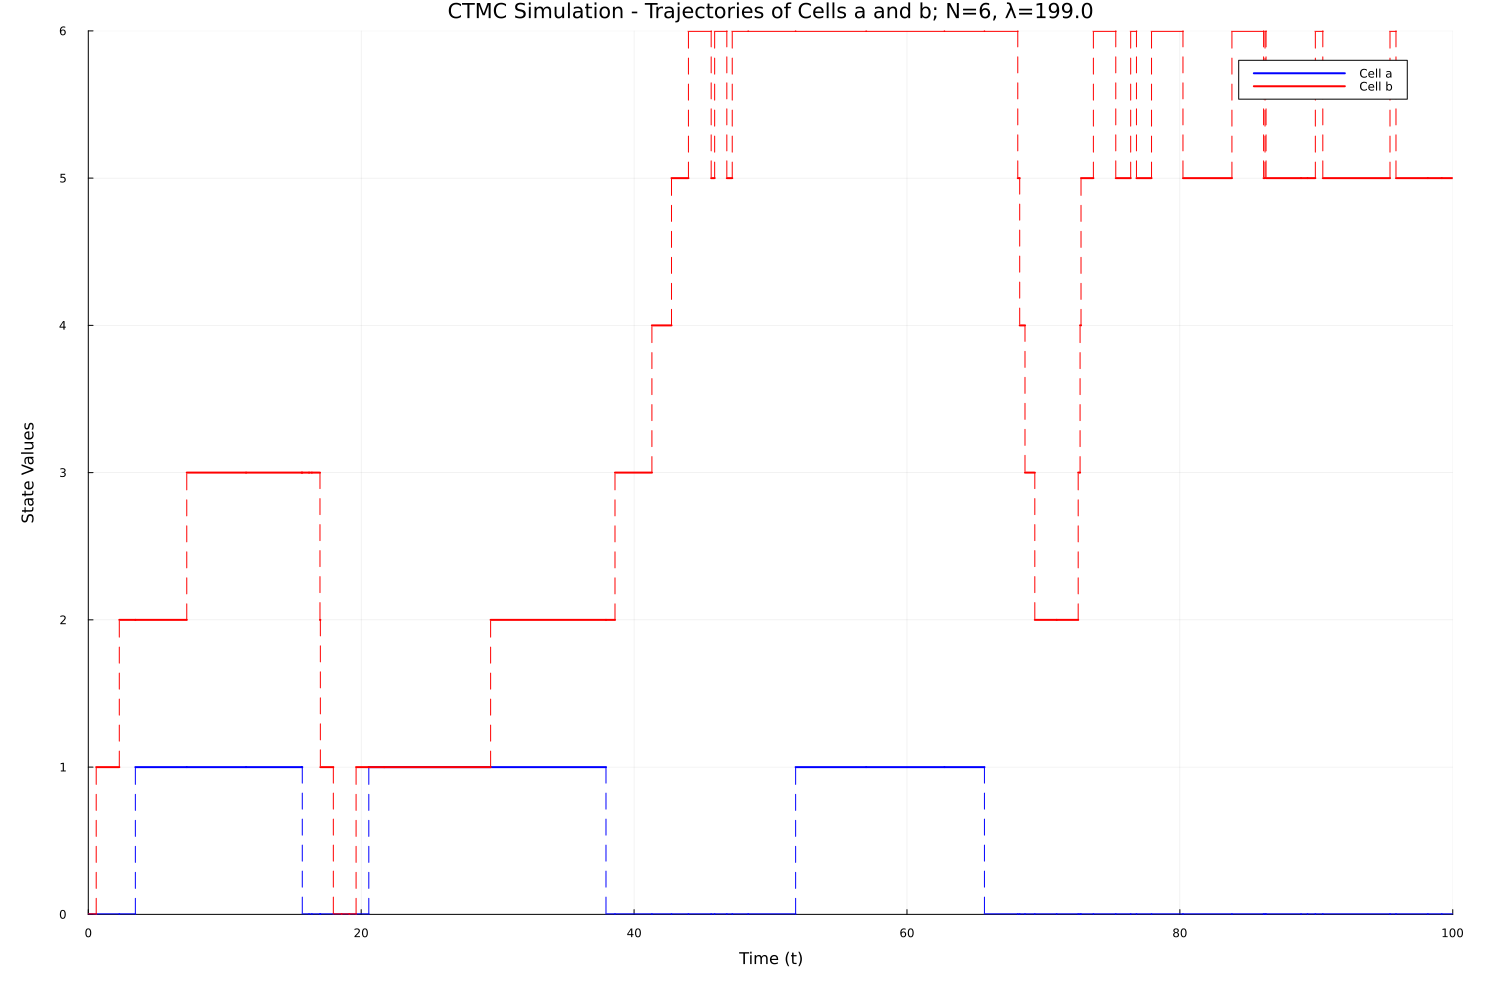 CTMC Simulation - Trajectories of Cells a and b; N=6, λ=199.0
6
Cell a
Cell b
5
4
State Values
3
2
1
0
0 20 40 60 80 100
Time (t)